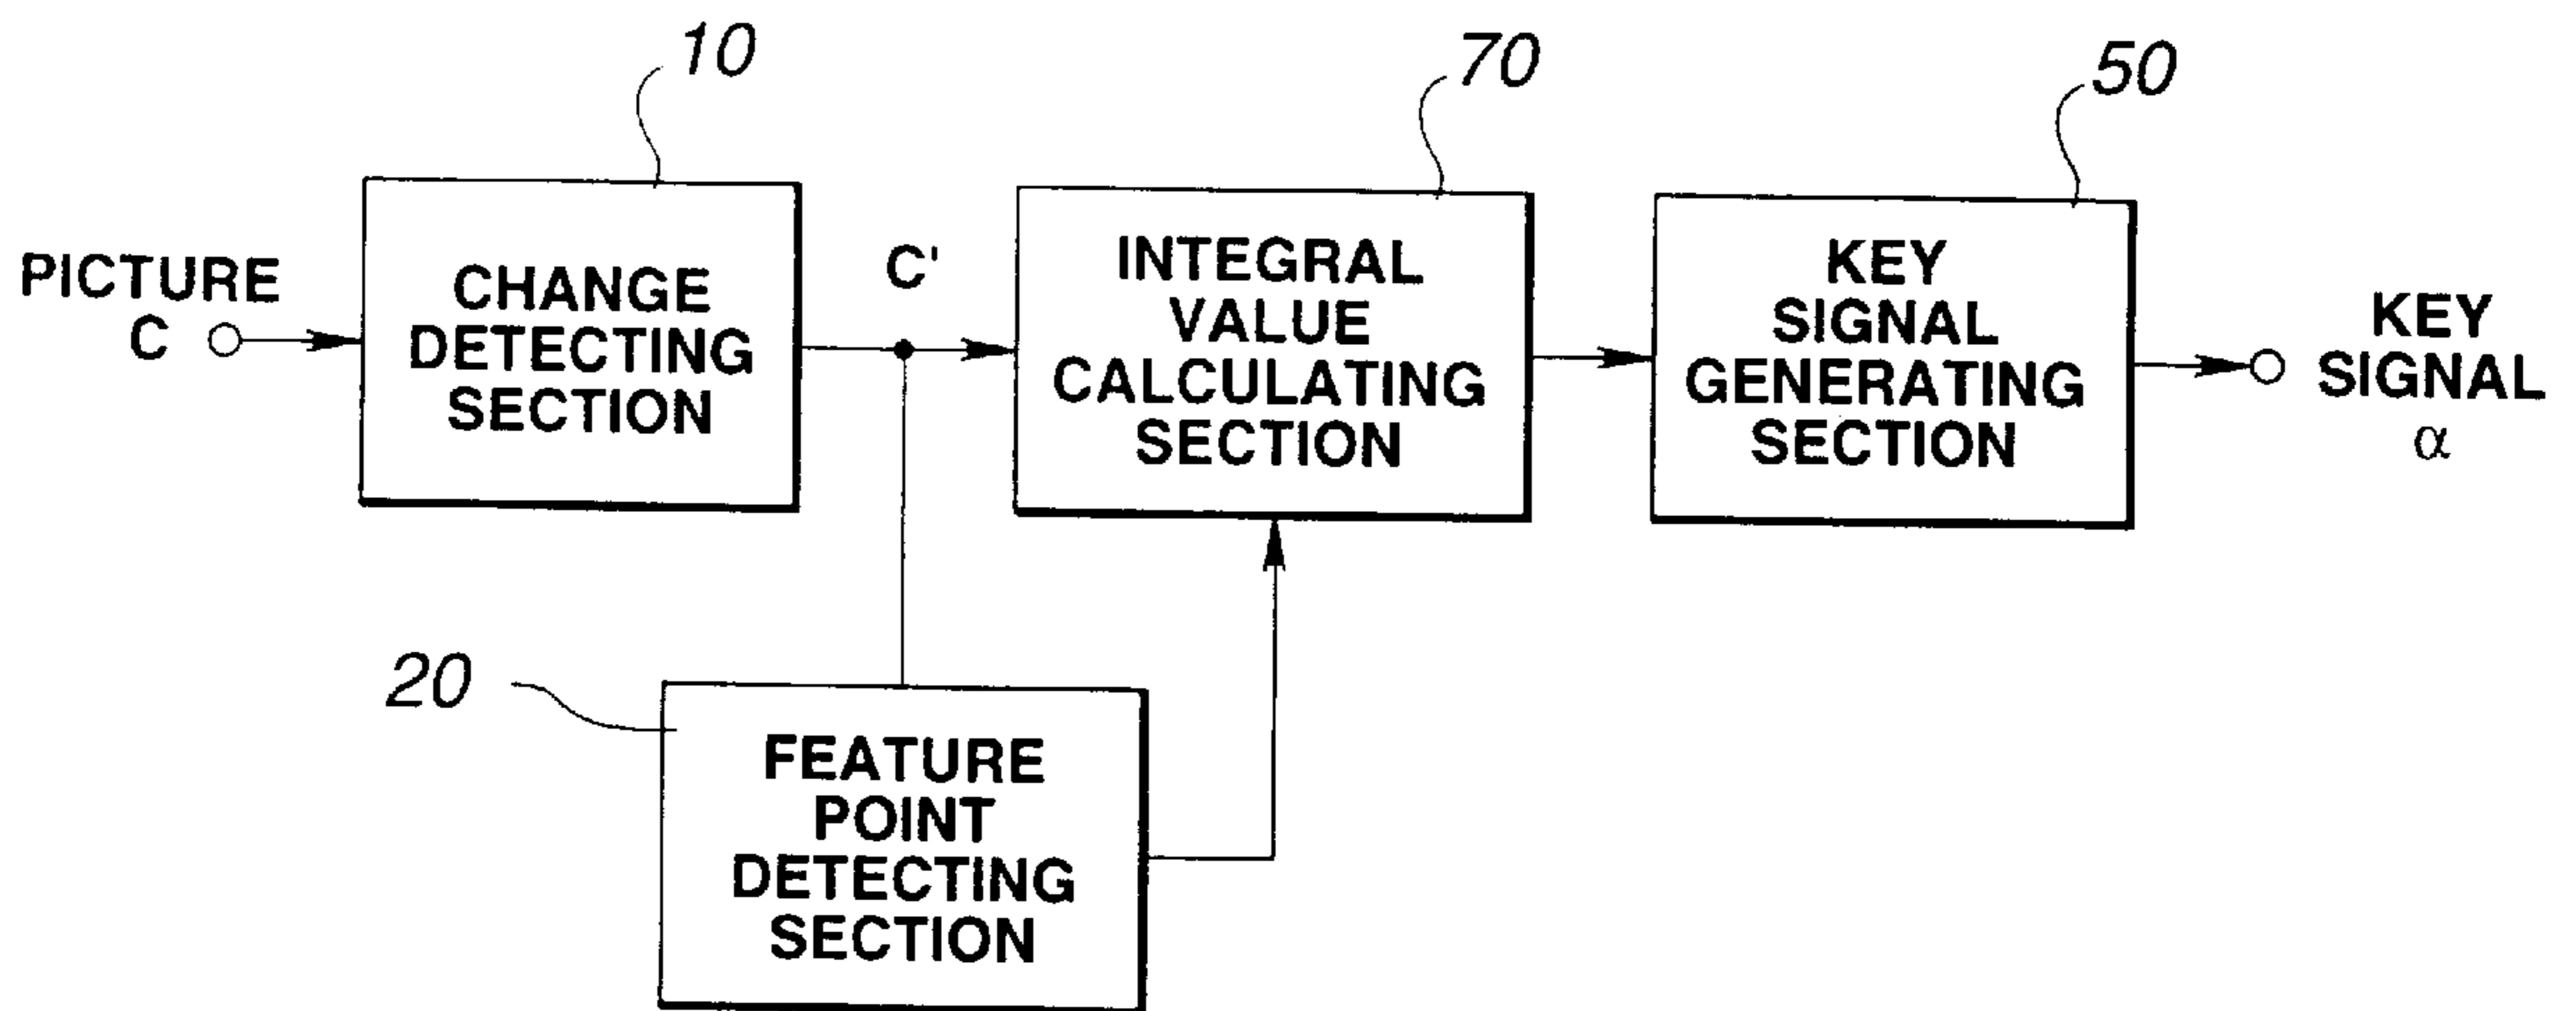 10
70
50
PICTURE
C
CHANGE
DETECTING
SECTION
C'
INTEGRAL
VALUE
CALCULATING
SECTION
KEY
SIGNAL
GENERATING
SECTION
KEY
SIGNAL
α
20
FEATURE
POINT
DETECTING
SECTION